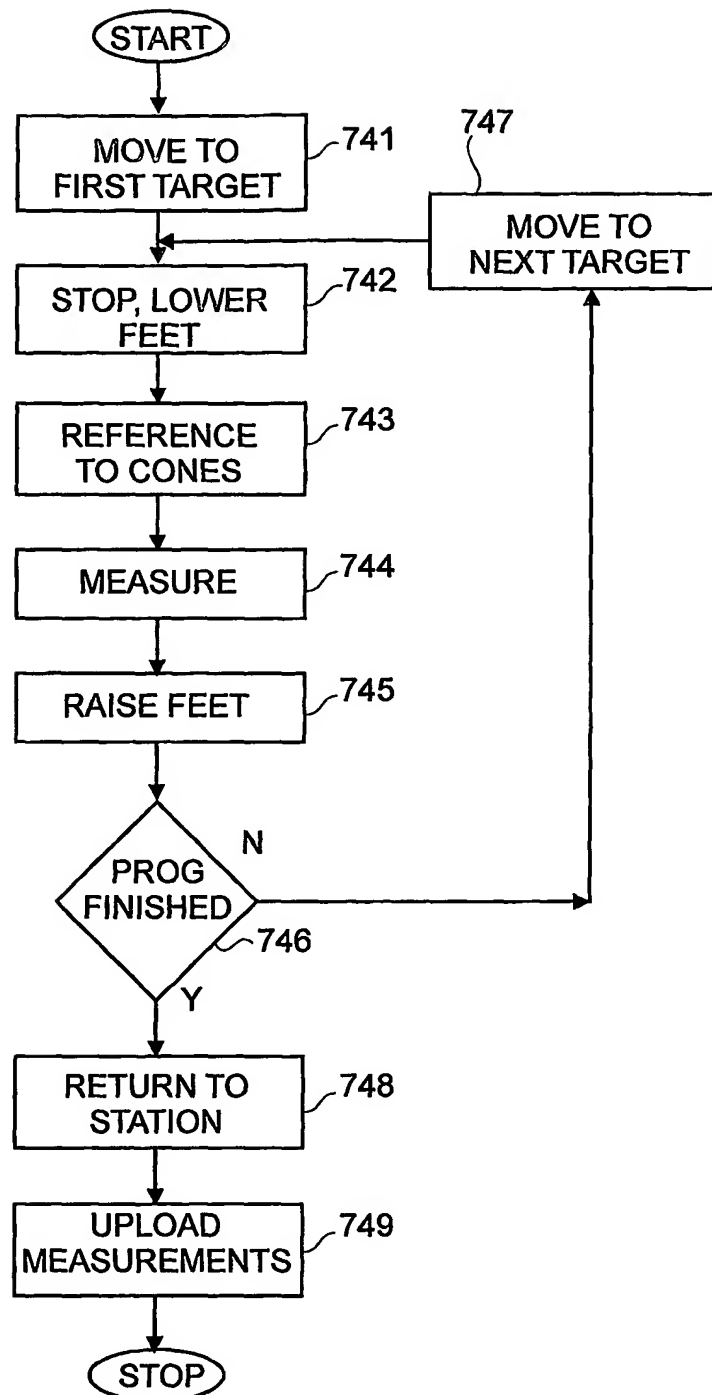 START
MOVE TO
FIRST TARGET
741
747
MOVE TO
NEXT TARGET
STOP, LOWER
FEET
742
REFERENCE
TO CONES
743
MEASURE
744
RAISE FEET
745
PROG
FINISHED
N
746
Y
RETURN TO
STATION
748
UPLOAD
MEASUREMENTS
749
STOP